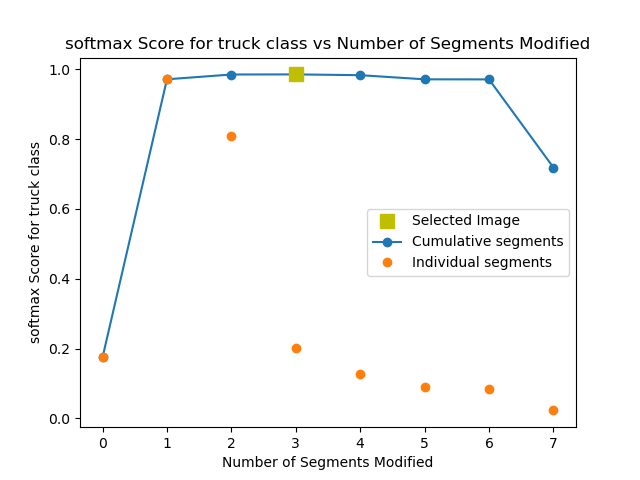 softmax Score for truck class vs Number of Segments Modified
softmax Score for truck class
1.0
0.8
0.6
0.4
0.2
0.0
Selected Image
Cumulative segments
Individual segments
0 1 2 3 4 5 6 7
Number of Segments Modified